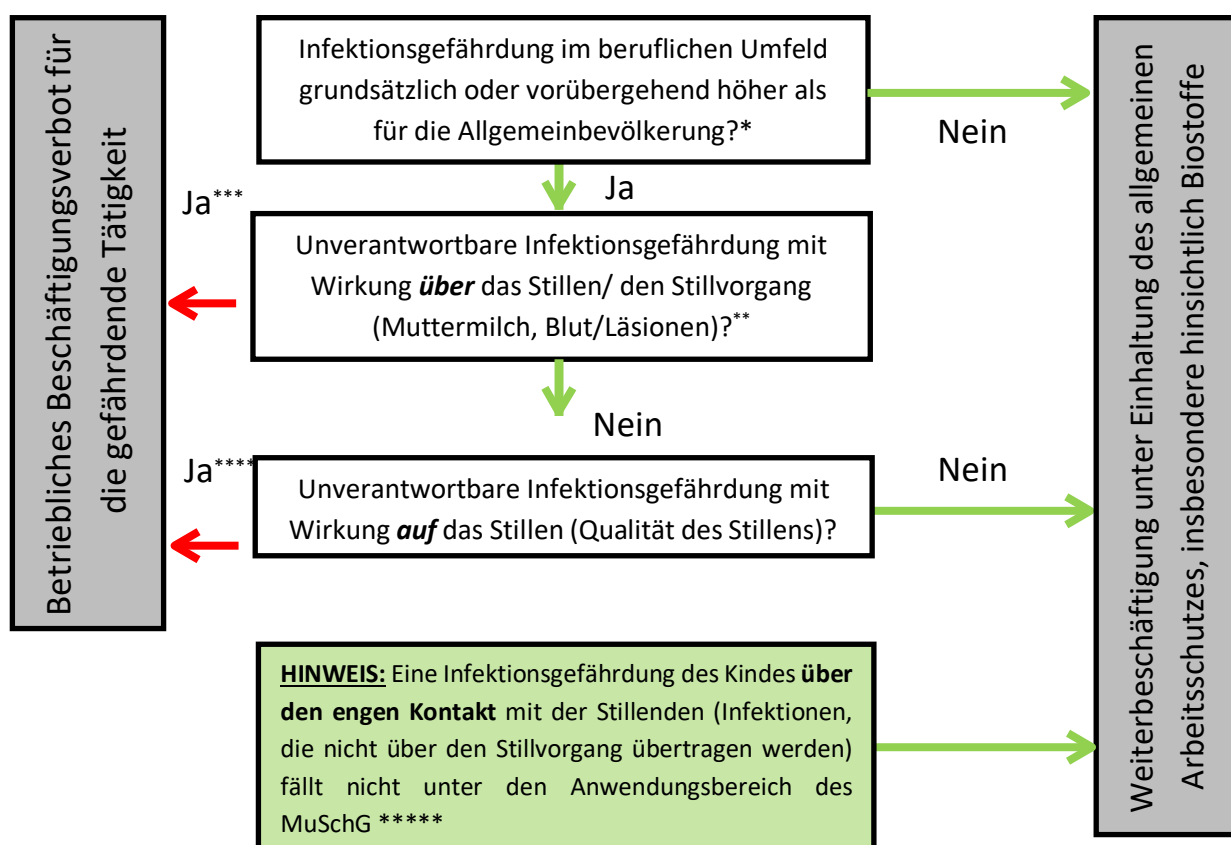 Betriebliches Beschäftigungsverbot für
die gefährdende Tätigkeit
Infektionsgefährdung im beruflichen Umfeld
grundsätzlich oder vorübergehend höher als
für die Allgemeinbevölkerung?*
Nein
Ja
Ja***
Unverantwortbare Infektionsgefährdung mit
Wirkung über das Stillen/ den Stillvorgang
(Muttermilch, Blut/Läsionen)?**
Nein
Ja****
Unverantwortbare Infektionsgefährdung mit
Wirkung auf das Stillen (Qualität des Stillens)?
Nein
HINWEIS: Eine Infektionsgefährdung des Kindes über
den engen Kontakt mit der Stillenden (Infektionen,
die nicht über den Stillvorgang übertragen werden)
fällt nicht unter den Anwendungsbereich des
MuSchG *****
Weiterbeschäftigung unter Einhaltung des allgemeinen
Arbeitsschutzes, insbesondere hinsichtlich Biostoffe